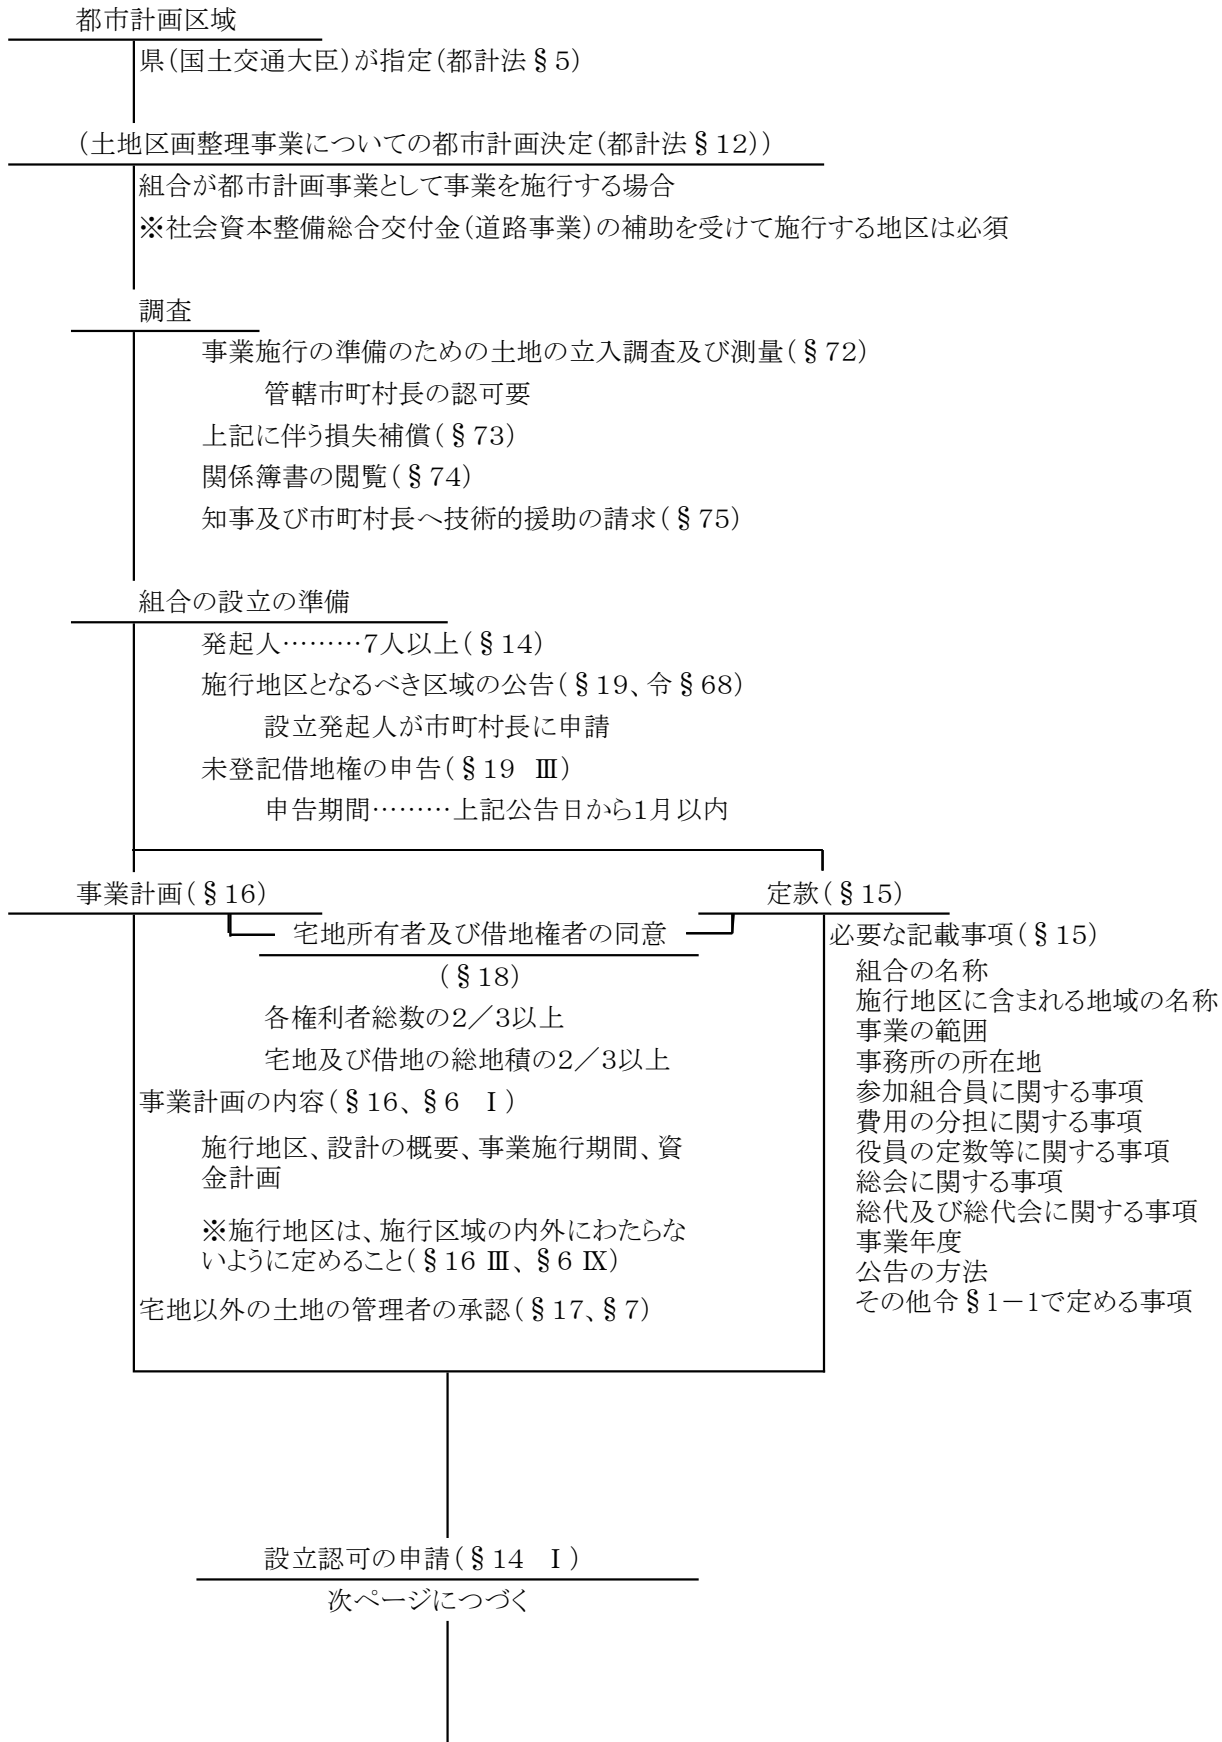 都市計画区域
県(国土交通大臣)が指定(都計法§5)
(土地区画整理事業についての都市計画決定(都計法§12))
組合が都市計画事業として事業を施行する場合
※社会資本整備総合交付金(道路事業)の補助を受けて施行する地区は必須
調査
事業施行の準備のための土地の立入調査及び測量(§72)
管轄市町村長の認可要
上記に伴う損失補償(§73)
関係簿書の閲覧(§74)
知事及び市町村長へ技術的援助の請求(§75)
組合の設立の準備
発起人………7人以上(§14)
施行地区となるべき区域の公告(§19、令§68)
設立発起人が市町村長に申請
未登記借地権の申告(§19 Ⅲ)
申告期間………上記公告日から1月以内
事業計画(§16)
宅地所有者及び借地権者の同意
(§18)
各権利者総数の2/3以上
宅地及び借地の総地積の2/3以上
事業計画の内容(§16、§6 Ⅰ)
施行地区、設計の概要、事業施行期間、資
金計画
※施行地区は、施行区域の内外にわたらな
いように定めること(§16 Ⅲ、§6 Ⅸ)
宅地以外の土地の管理者の承認(§17、§7)
定款(§15)
必要な記載事項(§15)
組合の名称
施行地区に含まれる地域の名称
事業の範囲
事務所の所在地
参加組合員に関する事項
費用の分担に関する事項
役員の定数等に関する事項
総会に関する事項
総代及び総代会に関する事項
事業年度
公告の方法
その他令§1-1で定める事項
設立認可の申請(§14 Ⅰ)
次ページにつづく